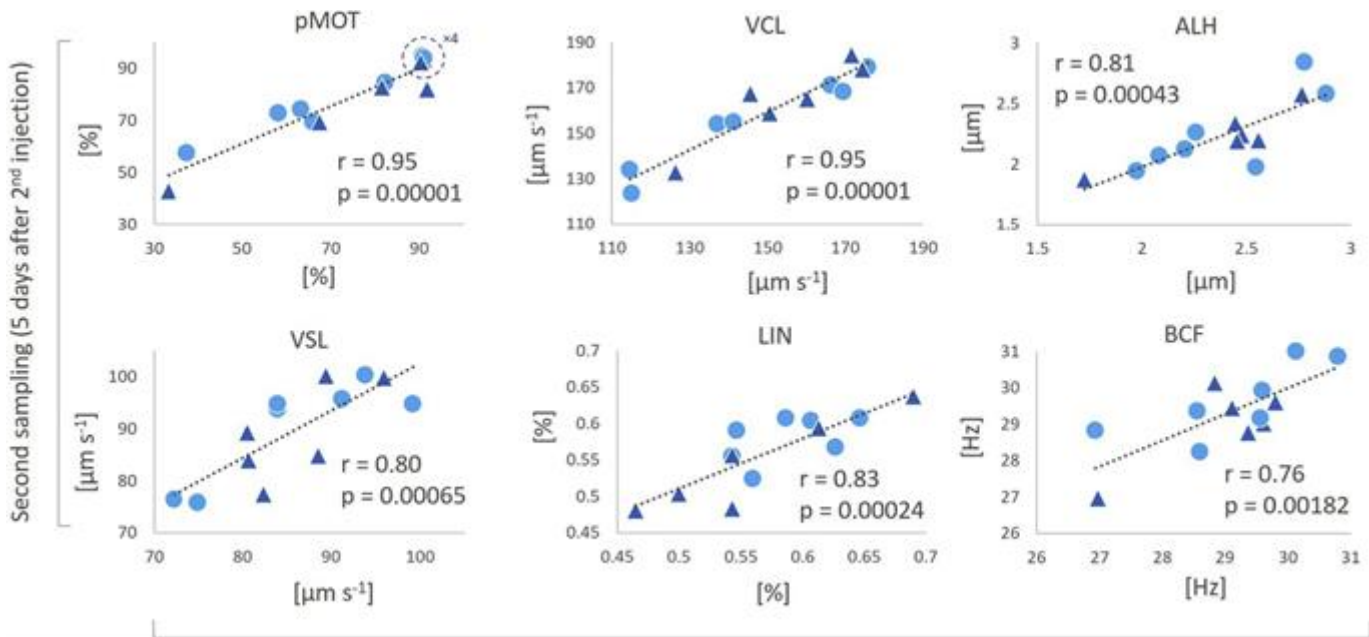 Second sampling (5 days after 2nd injection)
pMOT
×4
[%]
90
70
50
30
r = 0.95
p = 0.00001
30 50 70 90
[%]
VCL
[µm s-1]
190
170
150
130
110
r = 0.95
p = 0.00001
110 130 150 170 190
[µm s-1]
ALH
[µm]
3
2.5
2
1.5
r = 0.81
p = 0.00043
1.5 2 2.5 3
[µm]
VSL
[µm s-1]
100
90
80
70
r = 0.80
p = 0.00065
70 80 90 100
[µm s-1]
LIN
[%]
0.7
0.65
0.6
0.55
0.5
0.45
r = 0.83
p = 0.00024
0.45 0.5 0.55 0.6 0.65 0.7
[%]
BCF
[Hz]
31
30
29
28
27
26
r = 0.76
p = 0.00182
26 27 28 29 30 31
[Hz]